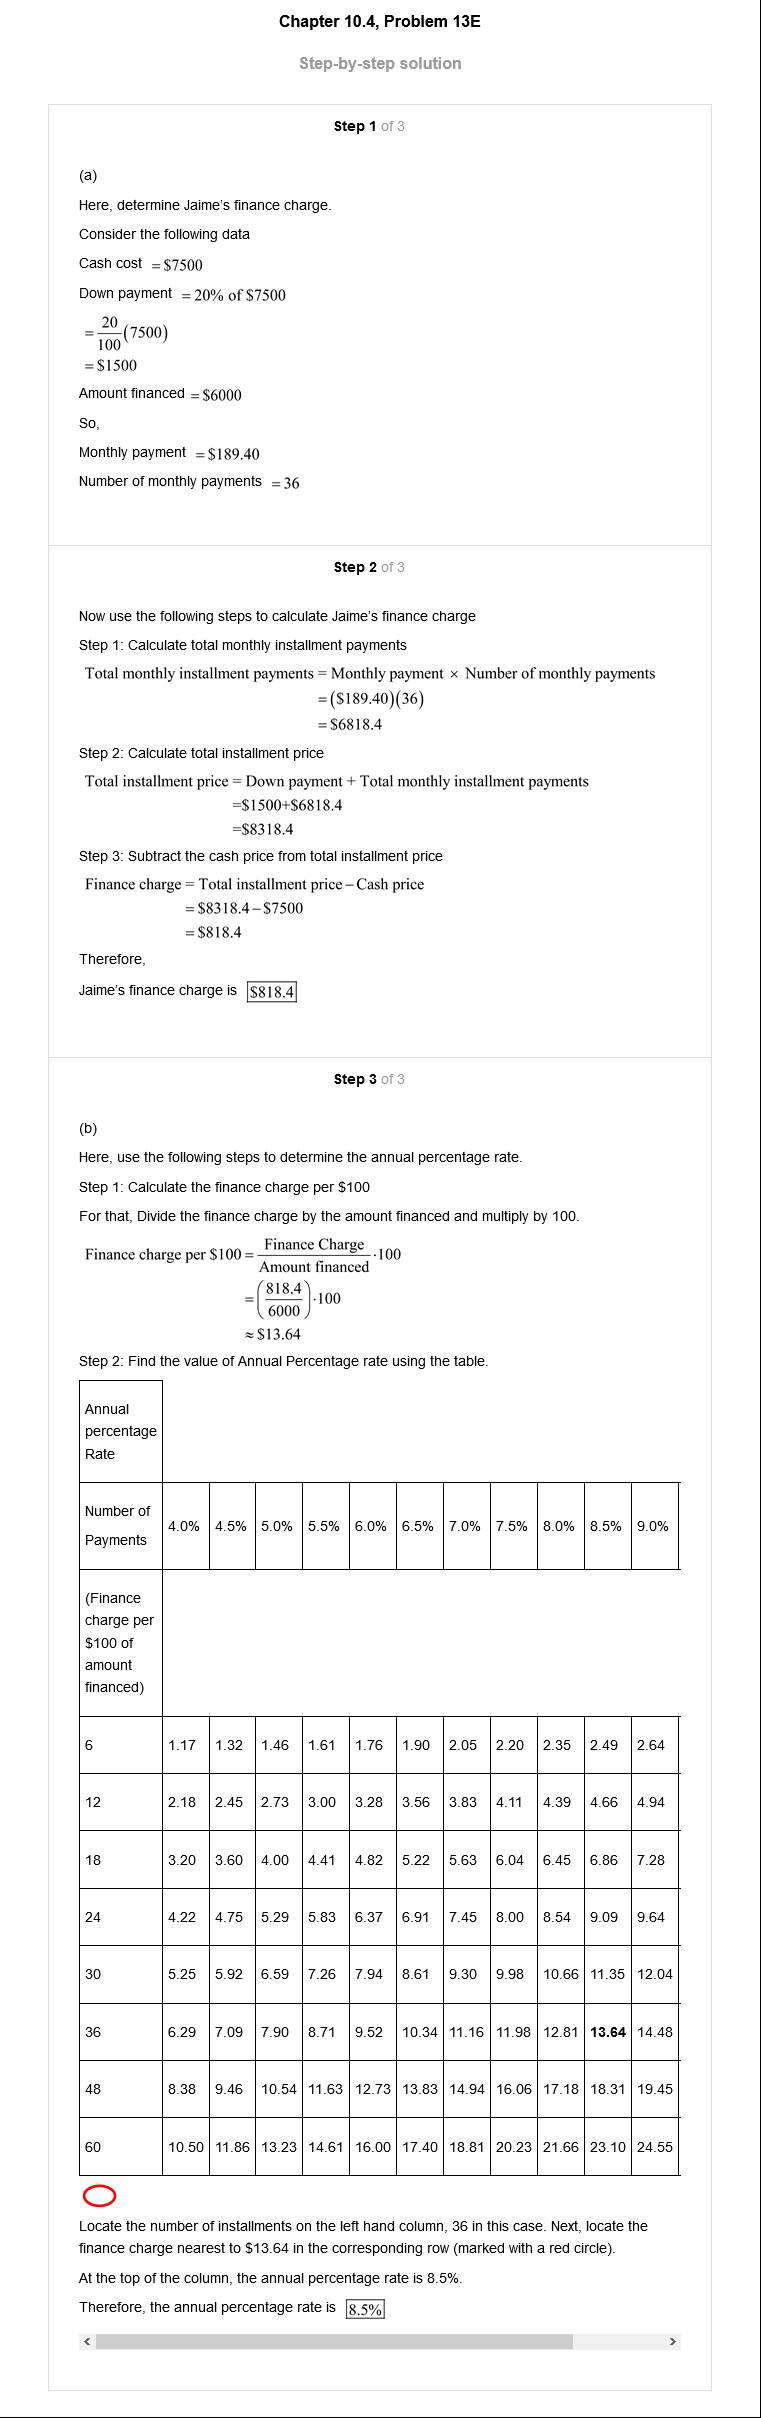 Chapter 10.4, Problem 13E
Step-by-step solution
Step 1 of 3
(a)
Here, determine Jaime's finance charge.
Consider the following data
Cash cost = $7500
Down payment = 20% of $7500
= 20/100 (7500)
= $1500
Amount financed = $6000
So,
Monthly payment = $189.40
Number of monthly payments = 36
Step 2 of 3
Now use the following steps to calculate Jaime's finance charge
Step 1: Calculate total monthly installment payments
Total monthly installment payments = Monthly payment × Number of monthly payments
= ($189.40)(36)
= $6818.4
Step 2: Calculate total installment price
Total installment price = Down payment + Total monthly installment payments
=$1500+$6818.4
=$8318.4
Step 3: Subtract the cash price from total installment price
Finance charge = Total installment price − Cash price
= $8318.4 − $7500
= $818.4
Therefore,
Jaime's finance charge is $818.4
Step 3 of 3
(b)
Here, use the following steps to determine the annual percentage rate.
Step 1: Calculate the finance charge per $100
For that, Divide the finance charge by the amount financed and multiply by 100.
Finance charge per $100 = Finance Charge / Amount financed ·100
= (818.4/6000)·100
≈ $13.64
Step 2: Find the value of Annual Percentage rate using the table.
Annual
percentage
Rate
Number of
Payments 4.0% 4.5% 5.0% 5.5% 6.0% 6.5% 7.0% 7.5% 8.0% 8.5% 9.0%
(Finance
charge per
$100 of
amount
financed)
6 1.17 1.32 1.46 1.61 1.76 1.90 2.05 2.20 2.35 2.49 2.64
12 2.18 2.45 2.73 3.00 3.28 3.56 3.83 4.11 4.39 4.66 4.94
18 3.20 3.60 4.00 4.41 4.82 5.22 5.63 6.04 6.45 6.86 7.28
24 4.22 4.75 5.29 5.83 6.37 6.91 7.45 8.00 8.54 9.09 9.64
30 5.25 5.92 6.59 7.26 7.94 8.61 9.30 9.98 10.66 11.35 12.04
36 6.29 7.09 7.90 8.71 9.52 10.34 11.16 11.98 12.81 13.64 14.48
48 8.38 9.46 10.54 11.63 12.73 13.83 14.94 16.06 17.18 18.31 19.45
60 10.50 11.86 13.23 14.61 16.00 17.40 18.81 20.23 21.66 23.10 24.55
Locate the number of installments on the left hand column, 36 in this case. Next, locate the
finance charge nearest to $13.64 in the corresponding row (marked with a red circle).
At the top of the column, the annual percentage rate is 8.5%.
Therefore, the annual percentage rate is 8.5%